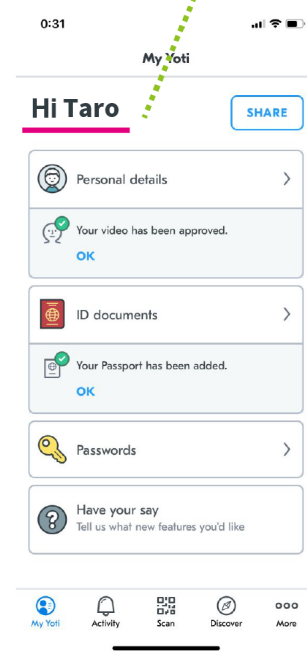 0:31
My Yoti
Hi Taro
SHARE
Personal details
Your video has been approved.
OK
ID documents
Your Passport has been added.
OK
Passwords
Have your say
Tell us what new features you'd like
My Yoti
Activity
Scan
Discover
More